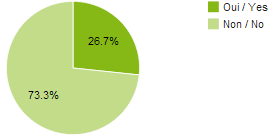 Oui / Yes
Non / No
26.7%
73.3%